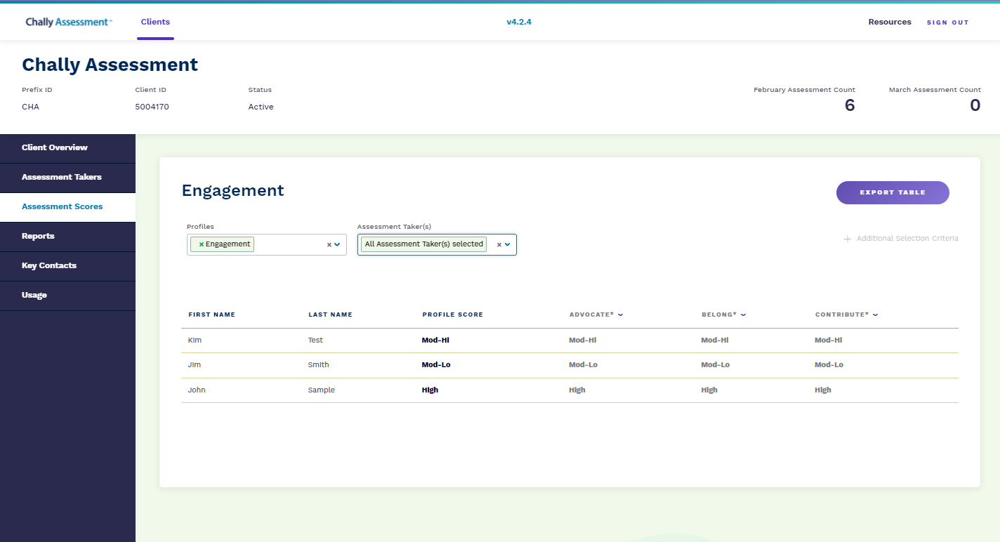 Chally Assessment™ Clients v4.2.4 Resources SIGN OUT
Chally Assessment
Prefix ID Client ID Status February Assessment Count March Assessment Count
CHA 5004170 Active 6 0
Client Overview
Assessment Takers
Assessment Scores
Reports
Key Contacts
Usage
Engagement EXPORT TABLE
Profiles Assessment Taker(s)
× Engagement × All Assessment Taker(s) selected × + Additional Selection Criteria
FIRST NAME LAST NAME PROFILE SCORE ADVOCATE* BELONG* CONTRIBUTE*
Kim Test Mod-Hi Mod-Hi Mod-Hi Mod-Hi
Jim Smith Mod-Lo Mod-Lo Mod-Lo Mod-Lo
John Sample High High High High